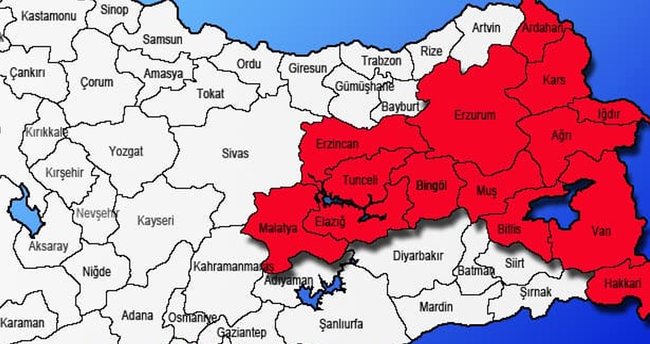 Kastamonu
Sinop
Artvin
Ardahan
Samsun
Rize
Ordu
Giresun
Trabzon
Çankırı
Çorum
Amasya
Kars
Gümüşhane
Tokat
Bayburt
Erzurum
Iğdır
Kırıkkale
Ağrı
Yozgat
Sivas
Erzincan
Kırşehir
Tunceli
Bingöl
Muş
Nevşehir
Kayseri
Malatya
Elazığ
Bitlis
Van
Aksaray
Diyarbakır
Siirt
Kahramanmaraş
Niğde
Batman
Adıyaman
Hakkari
Şırnak
Mardin
Karaman
Adana
Osmaniye
Şanlıurfa
Gaziantep